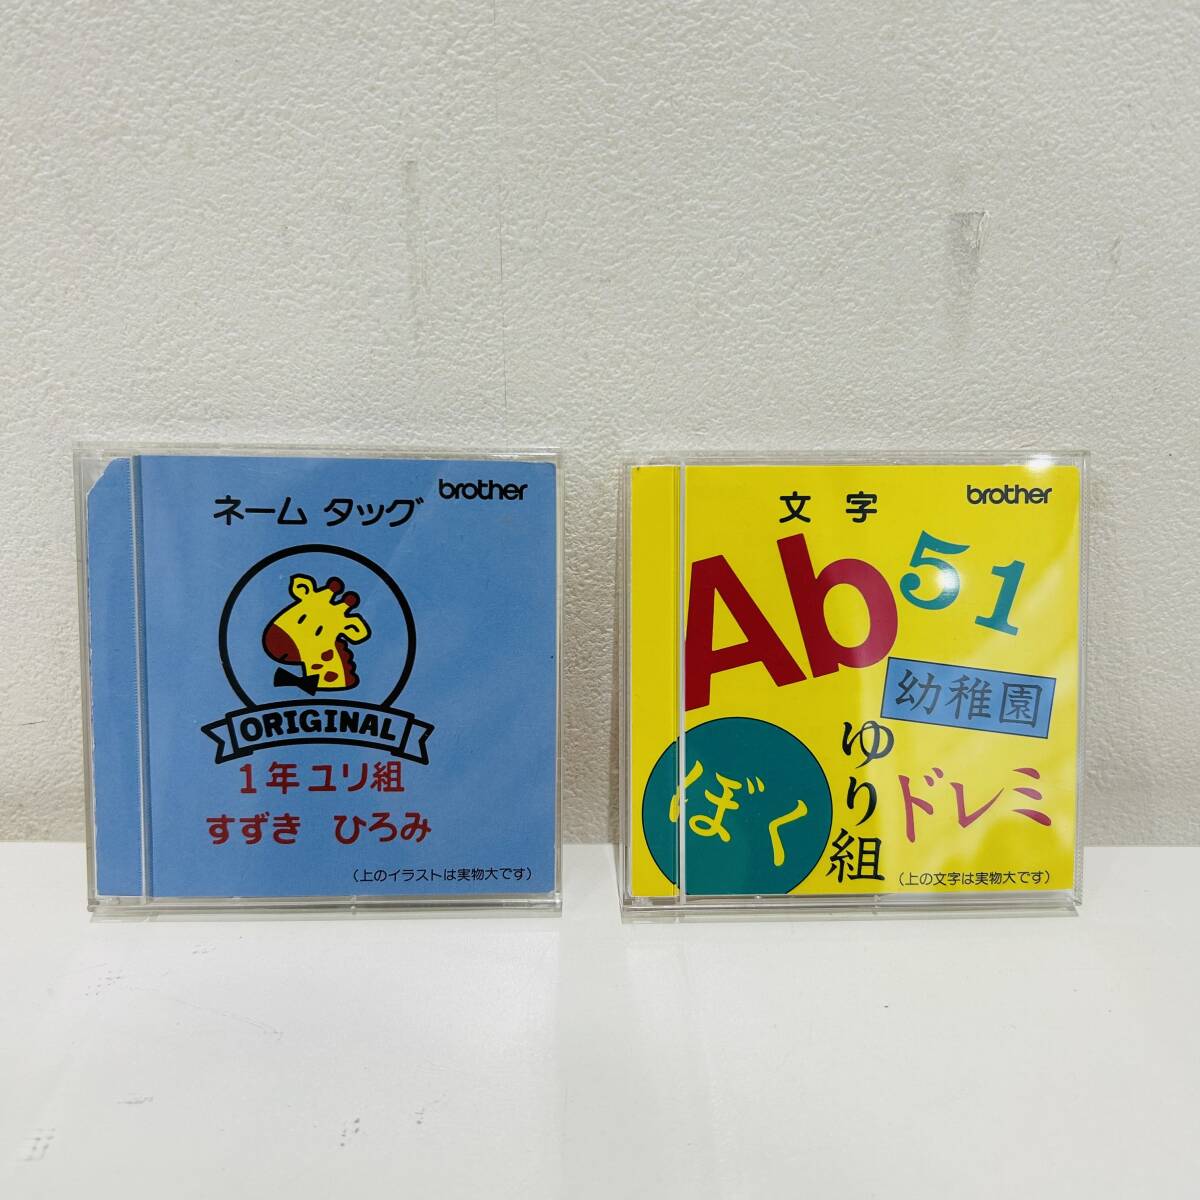 ネーム タッグ
brother
ORIGINAL
1年ユリ組
すずき ひろみ
(上のイラストは実物大です)
文字
brother
Ab
51
幼稚園
ぼく
ゆり組
ドレミ
(上の文字は実物大です)